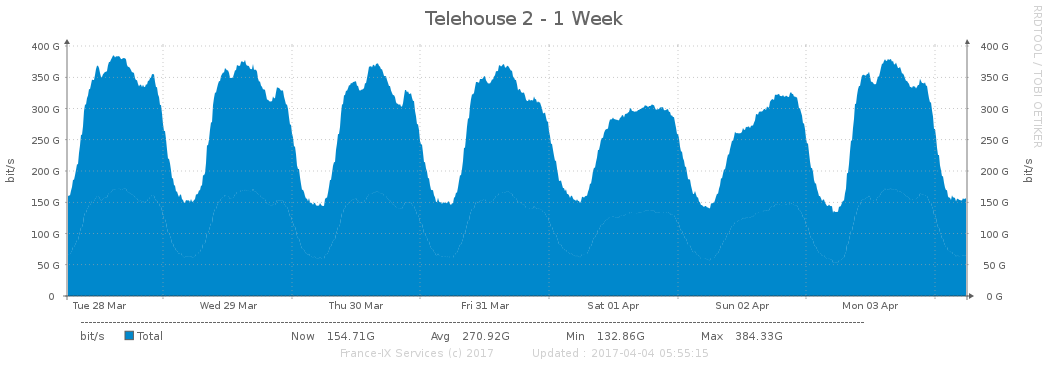 Telehouse 2 - 1 Week
RRDTOOL / TOBI OETIKER
bit/s
400 G
350 G
300 G
250 G
200 G
150 G
100 G
50 G
0
400 G
350 G
300 G
250 G
200 G
150 G
100 G
50 G
0 G
bit/s
Tue 28 Mar Wed 29 Mar Thu 30 Mar Fri 31 Mar Sat 01 Apr Sun 02 Apr Mon 03 Apr
bit/s Total Now 154.71G Avg 270.92G Min 132.86G Max 384.33G
France-IX Services (c) 2017 Updated : 2017-04-04 05:55:15